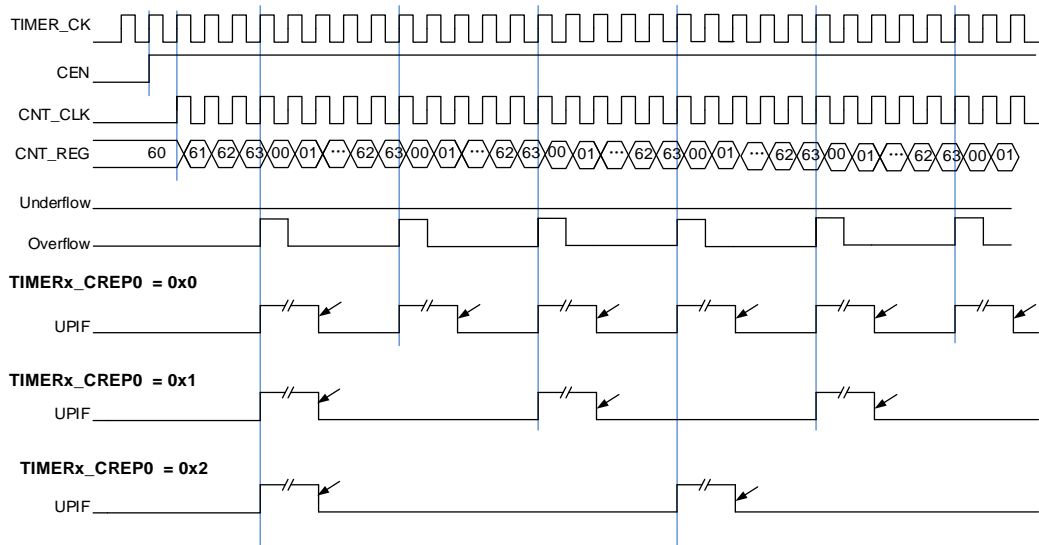 TIMER_CK
CEN
CNT_CLK
CNT_REG 60 61 62 63 00 01 ... 62 63 00 01 ... 62 63 00 01 ... 62 63 00 01 ... 62 63 00 01 ... 62 63 00 01
Underflow
Overflow
TIMERx_CREP0 = 0x0
UPIF
TIMERx_CREP0 = 0x1
UPIF
TIMERx_CREP0 = 0x2
UPIF